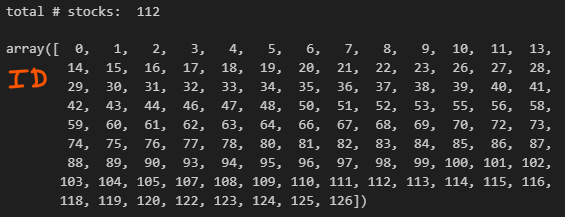 total # stocks:  112
array([  0,   1,   2,   3,   4,   5,   6,   7,   8,   9,  10,  11,  13,
14,  15,  16,  17,  18,  19,  20,  21,  22,  23,  26,  27,  28,
ID
29,  30,  31,  32,  33,  34,  35,  36,  37,  38,  39,  40,  41,
42,  43,  44,  46,  47,  48,  50,  51,  52,  53,  55,  56,  58,
59,  60,  61,  62,  63,  64,  66,  67,  68,  69,  70,  72,  73,
74,  75,  76,  77,  78,  80,  81,  82,  83,  84,  85,  86,  87,
88,  89,  90,  93,  94,  95,  96,  97,  98,  99, 100, 101, 102,
103, 104, 105, 107, 108, 109, 110, 111, 112, 113, 114, 115, 116,
118, 119, 120, 122, 123, 124, 125, 126])